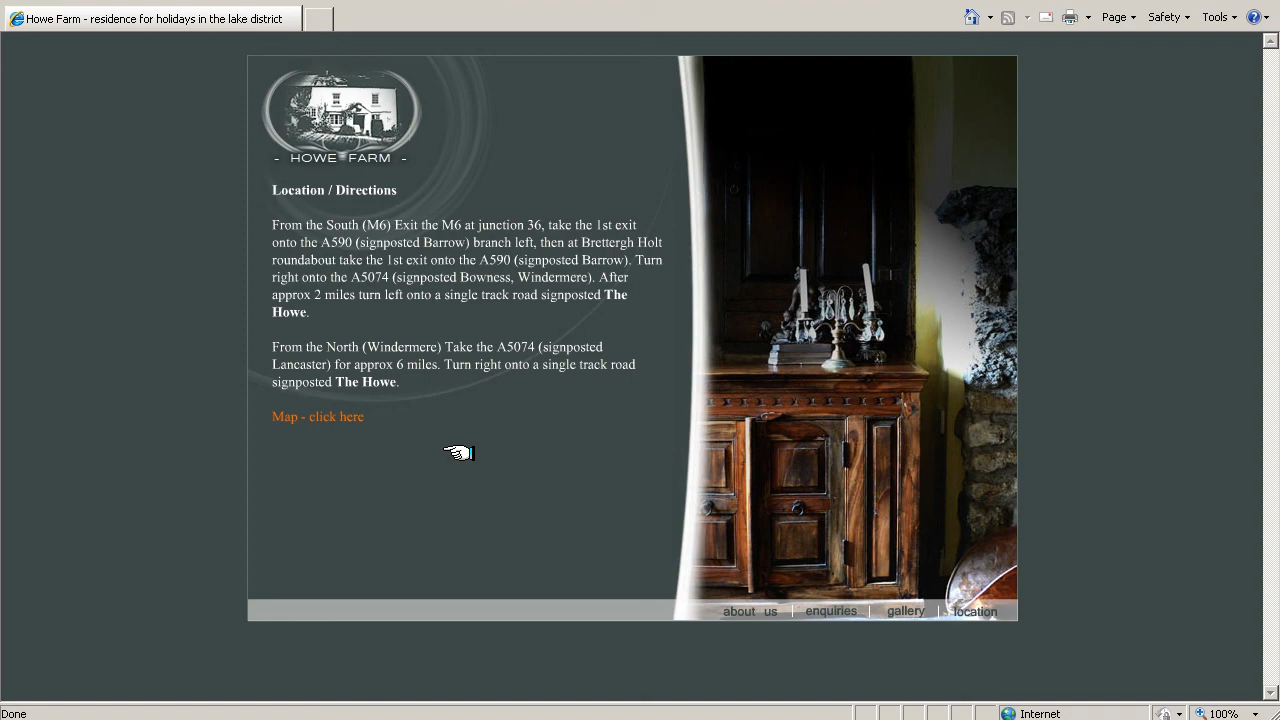 Howe Farm - residence for holidays in the lake district
Page
Safety
Tools
- HOWE FARM -
Location / Directions
From the South (M6) Exit the M6 at junction 36, take the 1st exit
onto the A590 (signposted Barrow) branch left, then at Brettergh Holt
roundabout take the 1st exit onto the A590 (signposted Barrow). Turn
right onto the A5074 (signposted Bowness, Windermere). After
approx 2 miles turn left onto a single track road signposted The
Howe.
From the North (Windermere) Take the A5074 (signposted
Lancaster) for approx 6 miles. Turn right onto a single track road
signposted The Howe.
Map - click here
about us
enquiries
gallery
location
Done
Internet
100%